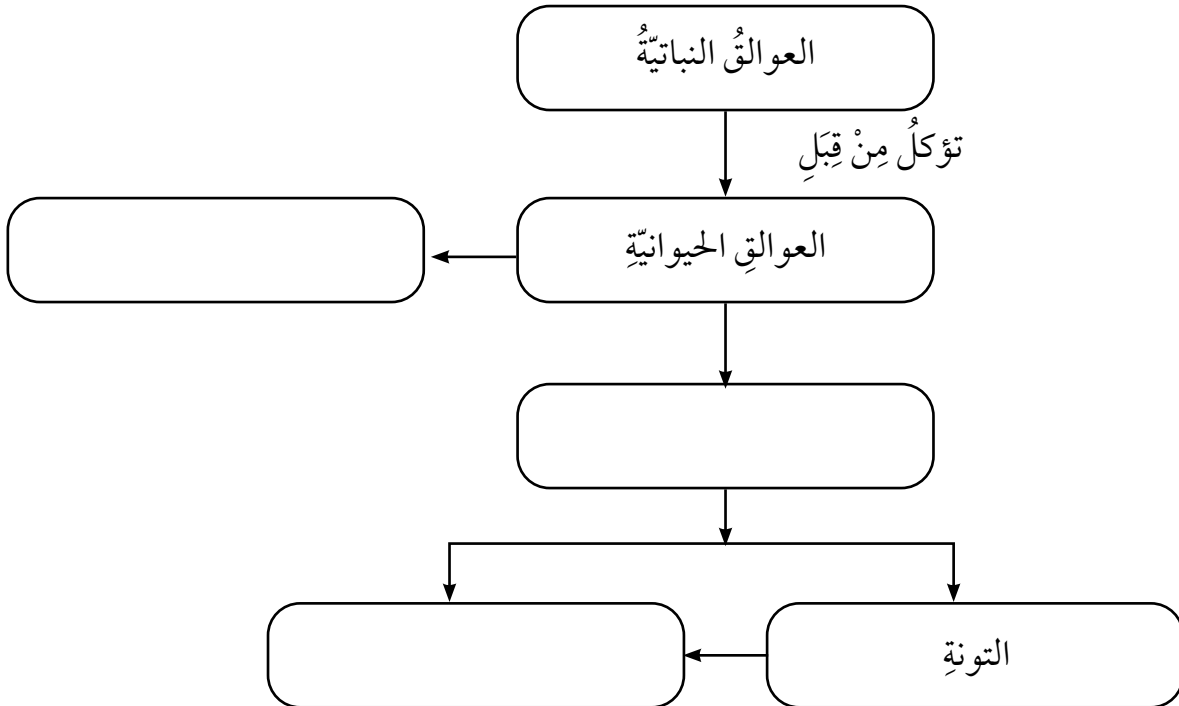 العوالقُ النباتيّةُ
تؤكلُ مِنْ قِبَلِ
العوالقِ الحيوانيّةِ
التونةِ